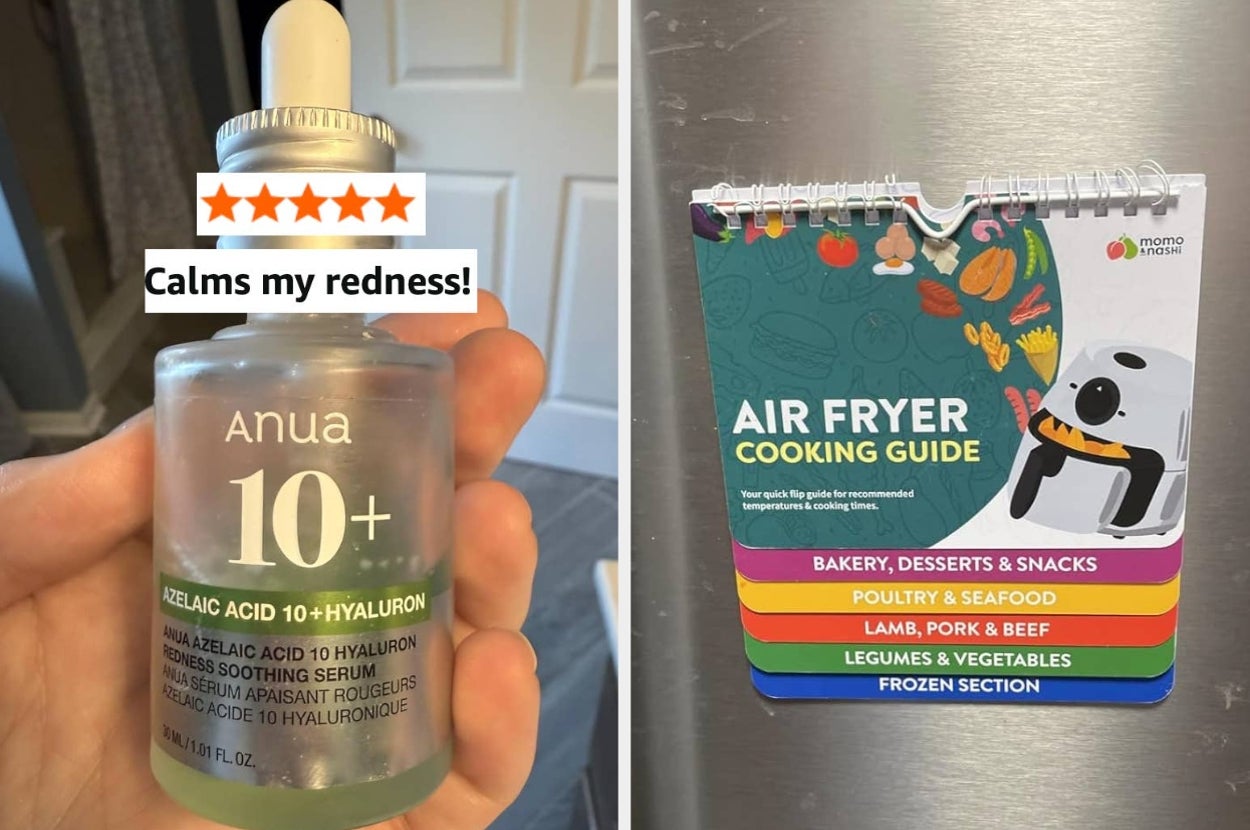 Calms my redness!
Anua
10+
AZELAIC ACID 10+HYALURON
ANUA AZELAIC ACID 10 HYALURON
REDNESS SOOTHING SERUM
ANUA SÉRUM APAISANT ROUGEURS
AZELAIC ACIDE 10 HYALURONIQUE
30 ML/1.01 FL. OZ.
momo
&nasHi
AIR FRYER
COOKING GUIDE
Your quick flip guide for recommended
temperatures & cooking times.
BAKERY, DESSERTS & SNACKS
POULTRY & SEAFOOD
LAMB, PORK & BEEF
LEGUMES & VEGETABLES
FROZEN SECTION